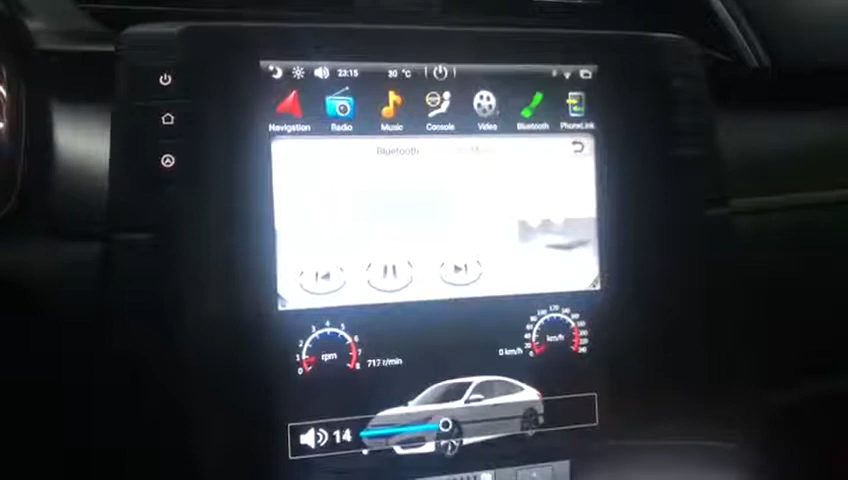 23:15 30 °C
Navigation Radio Music Console Video Bluetooth PhoneLink
Bluetooth
rpm
717 r/min
0 km/h
km/h
14